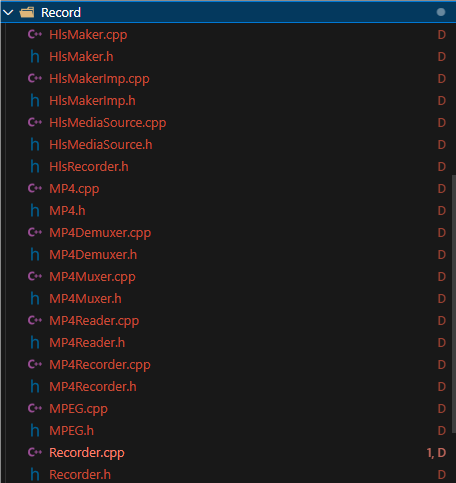 Record
C++ HlsMaker.cpp D
h HlsMaker.h D
C++ HlsMakerImp.cpp D
h HlsMakerImp.h D
C++ HlsMediaSource.cpp D
h HlsMediaSource.h D
h HlsRecorder.h D
C++ MP4.cpp D
h MP4.h D
C++ MP4Demuxer.cpp D
h MP4Demuxer.h D
C++ MP4Muxer.cpp D
h MP4Muxer.h D
C++ MP4Reader.cpp D
h MP4Reader.h D
C++ MP4Recorder.cpp D
h MP4Recorder.h D
C++ MPEG.cpp D
h MPEG.h D
C++ Recorder.cpp 1, D
h Recorder.h D